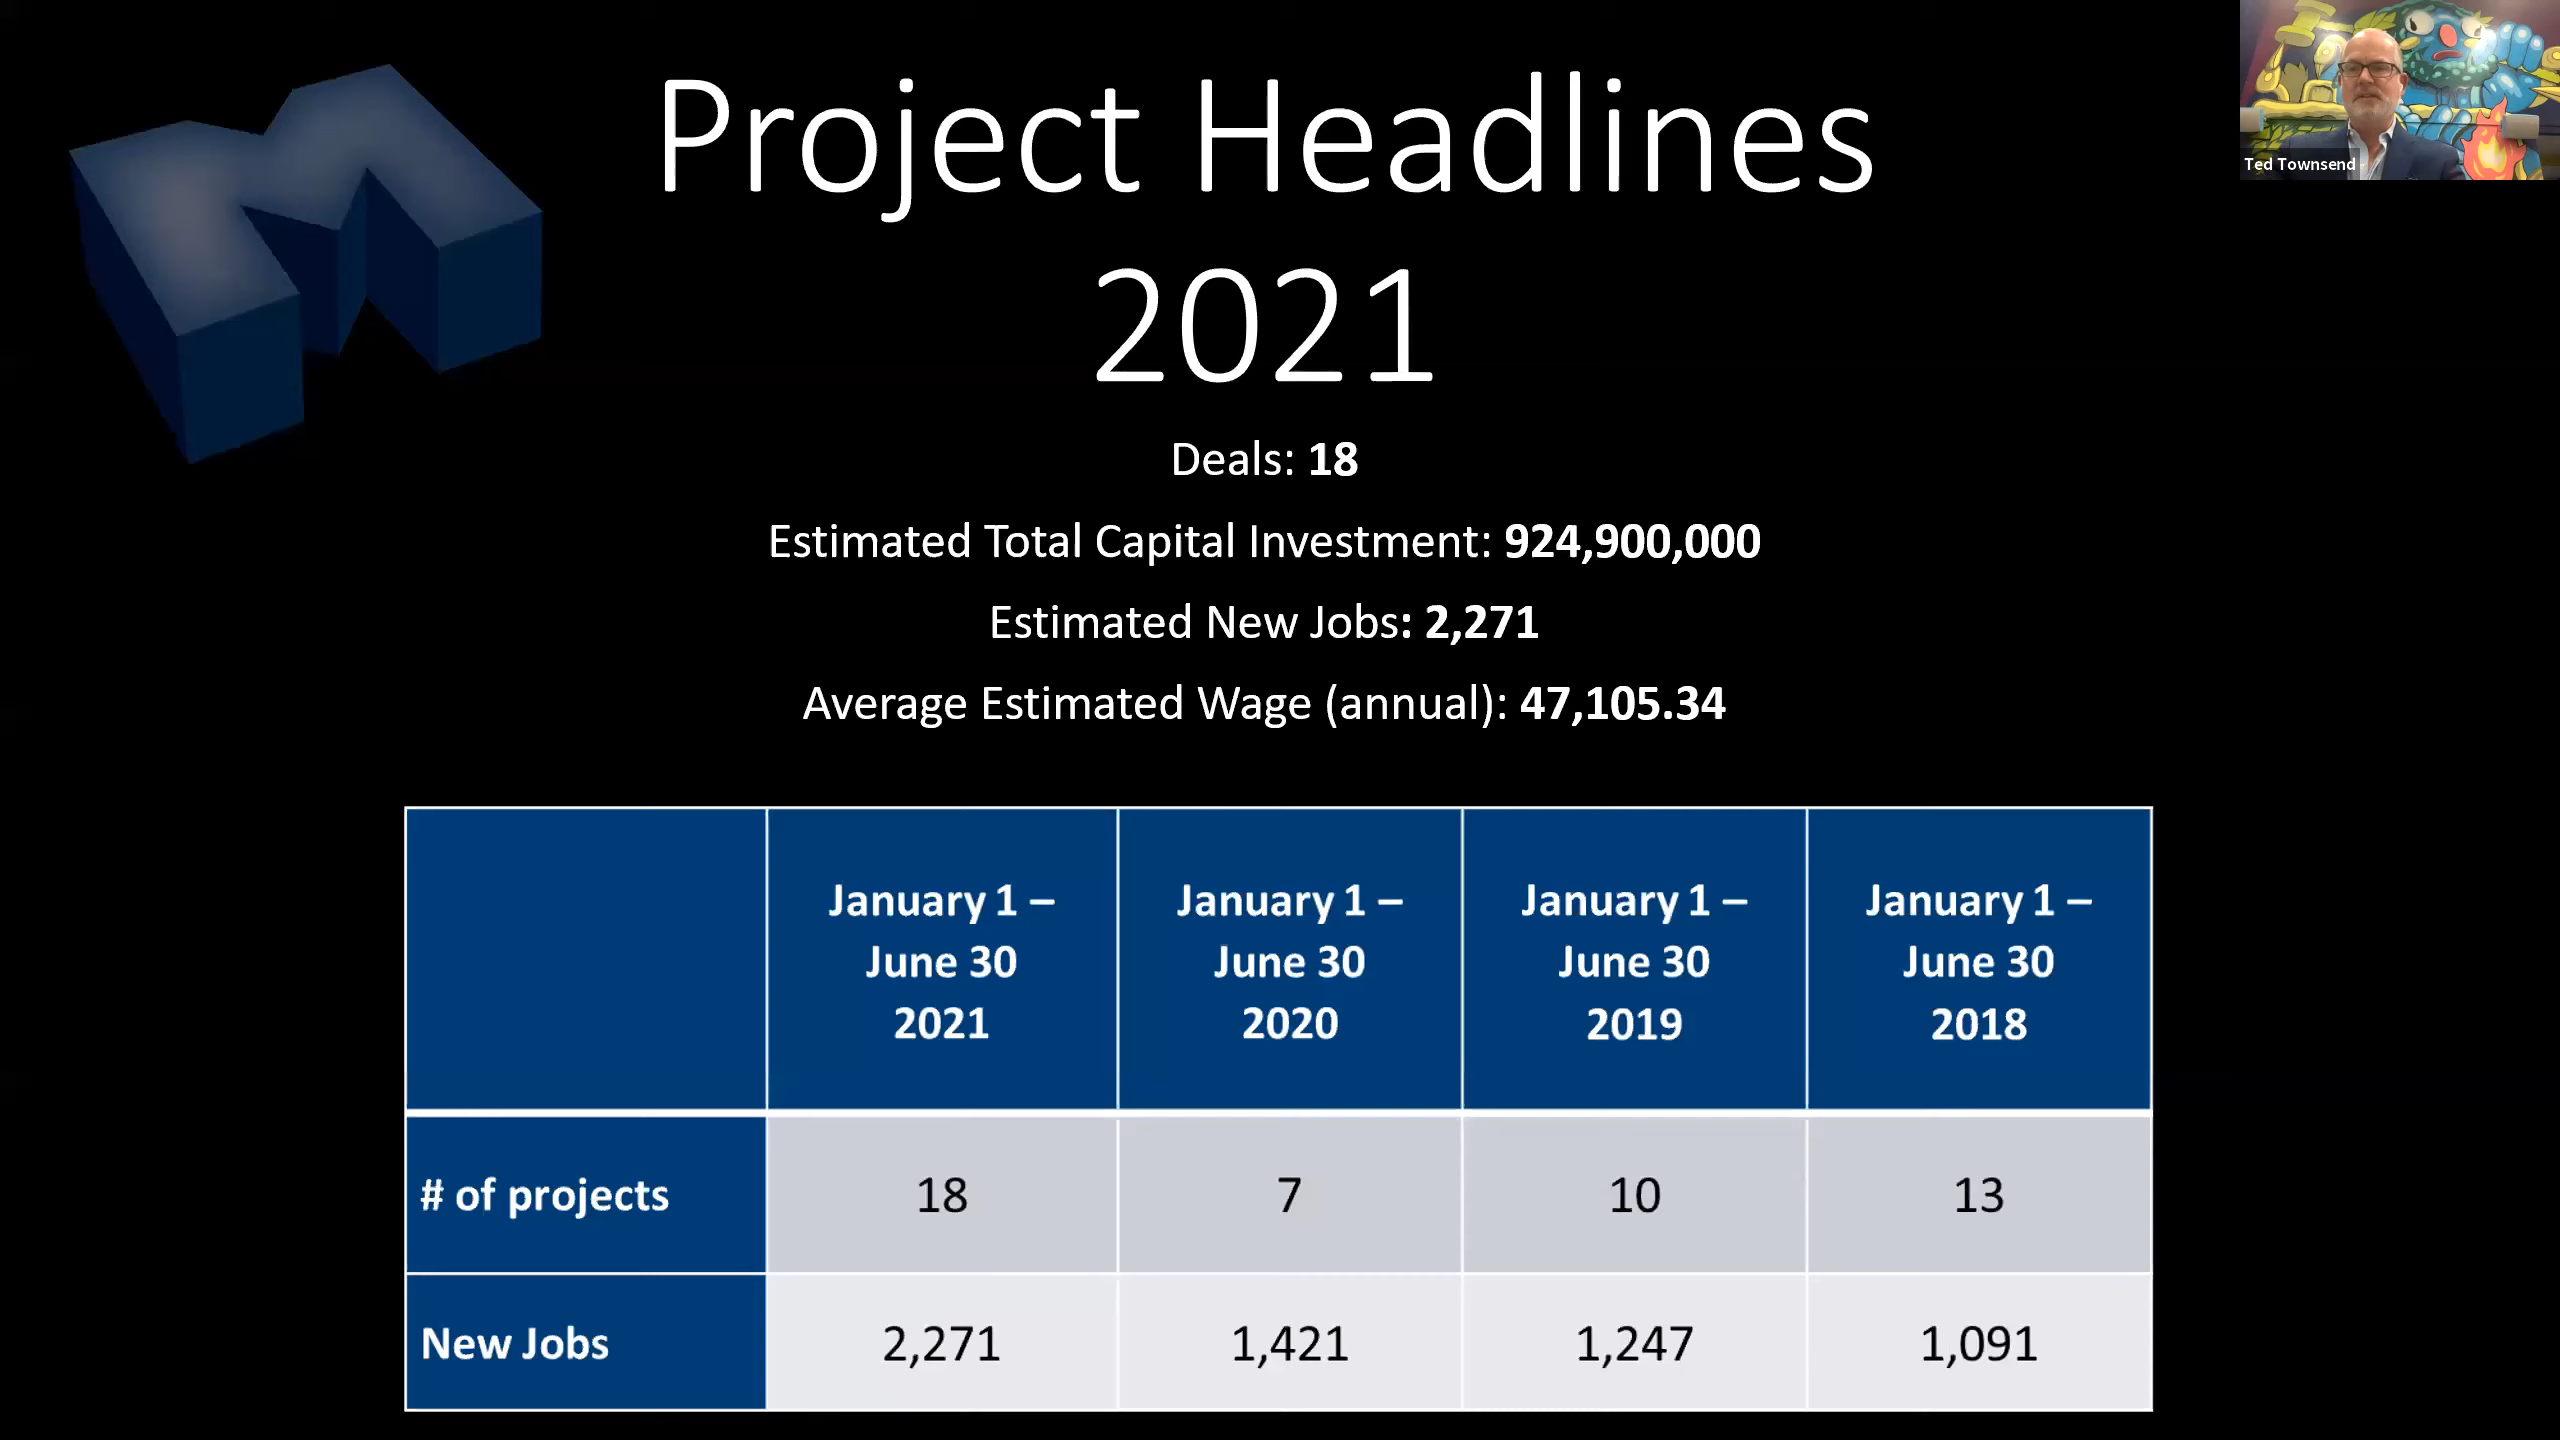 Project Headlines
2021
Ted Townsend
Deals: 18
Estimated Total Capital Investment: 924,900,000
Estimated New Jobs: 2,271
Average Estimated Wage (annual): 47,105.34
January 1 –
June 30
2021
January 1 –
June 30
2020
January 1 –
June 30
2019
January 1 –
June 30
2018
# of projects
18
7
10
13
New Jobs
2,271
1,421
1,247
1,091